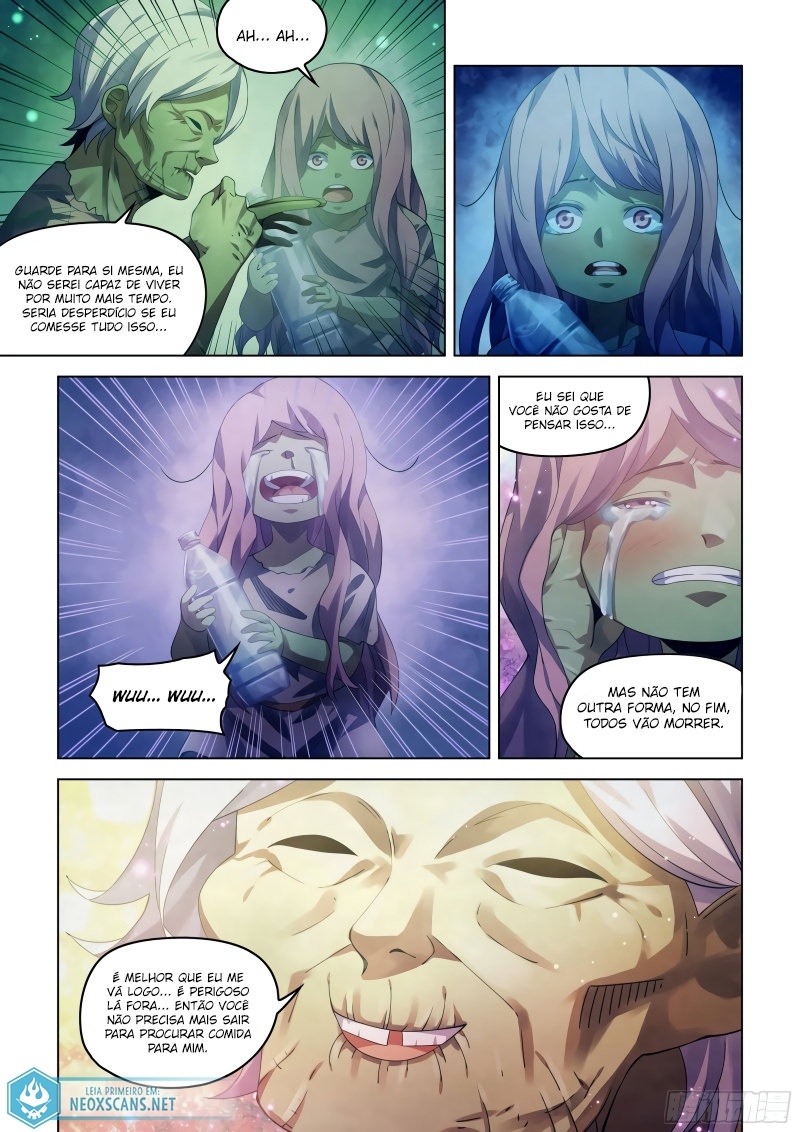 AH... AH...
GUARDE PARA SI MESMA, EU
NÃO SEREI CAPAZ DE VIVER
POR MUITO MAIS TEMPO.
SERIA DESPERDÍCIO SE EU
COMESSE TUDO ISSO...
EU SEI QUE
VOCÊ NÃO GOSTA DE
PENSAR ISSO...
WUU... WUU...
MAS NÃO TEM
OUTRA FORMA, NO FIM,
TODOS VÃO MORRER.
É MELHOR QUE EU ME
VÁ LOGO... É PERIGOSO
LÁ FORA... ENTÃO VOCÊ
NÃO PRECISA MAIS SAIR
PARA PROCURAR COMIDA
PARA MIM.
LEIA PRIMEIRO EM:
NEOXSCANS.NET